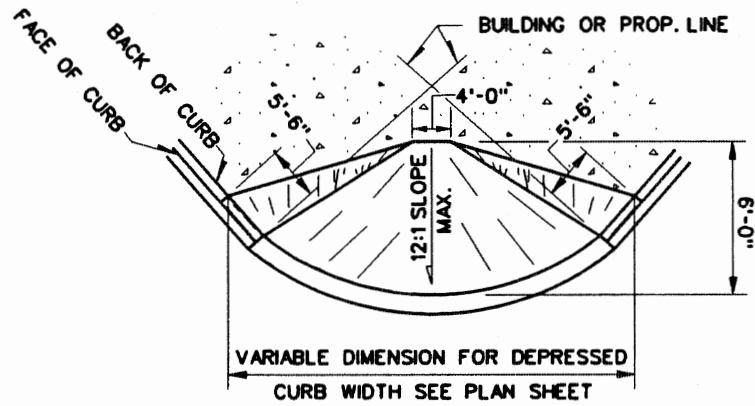 BUILDING OR PROP. LINE
BACK OF CURB
FACE OF CURB
5'-6"
4'-0"
5'-6"
12:1 SLOPE
MAX.
6'-0"
VARIABLE DIMENSION FOR DEPRESSED
CURB WIDTH SEE PLAN SHEET